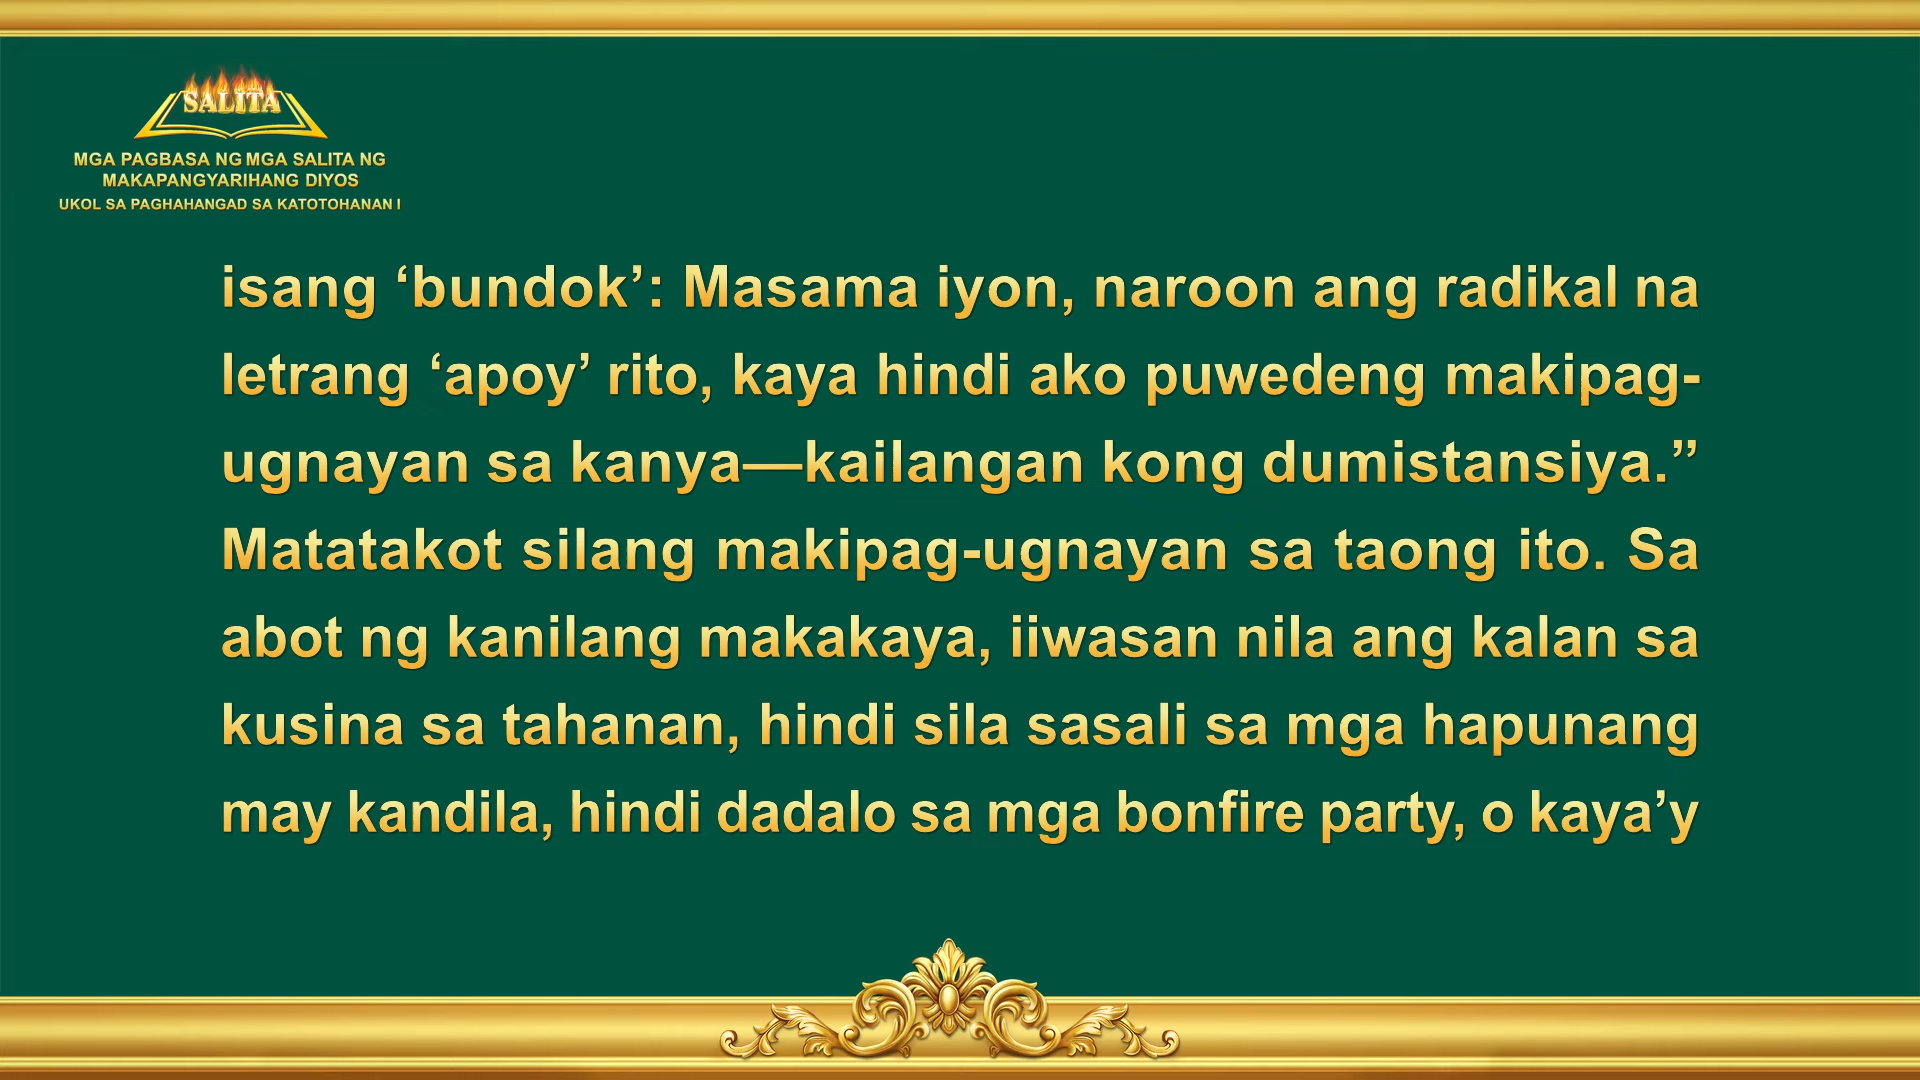 SALITA
MGA PAGBASA NG MGA SALITA NG
MAKAPANGYARIHANG DIYOS
UKOL SA PAGHAHANGAD SA KATOTOHANAN I
isang ‘bundok’: Masama iyon, naroon ang radikal na
letrang ‘apoy’ rito, kaya hindi ako puwedeng makipag-
ugnayan sa kanya—kailangan kong dumistansiya.”
Matatakot silang makipag-ugnayan sa taong ito. Sa
abot ng kanilang makakaya, iiwasan nila ang kalan sa
kusina sa tahanan, hindi sila sasali sa mga hapunang
may kandila, hindi dadalo sa mga bonfire party, o kaya’y